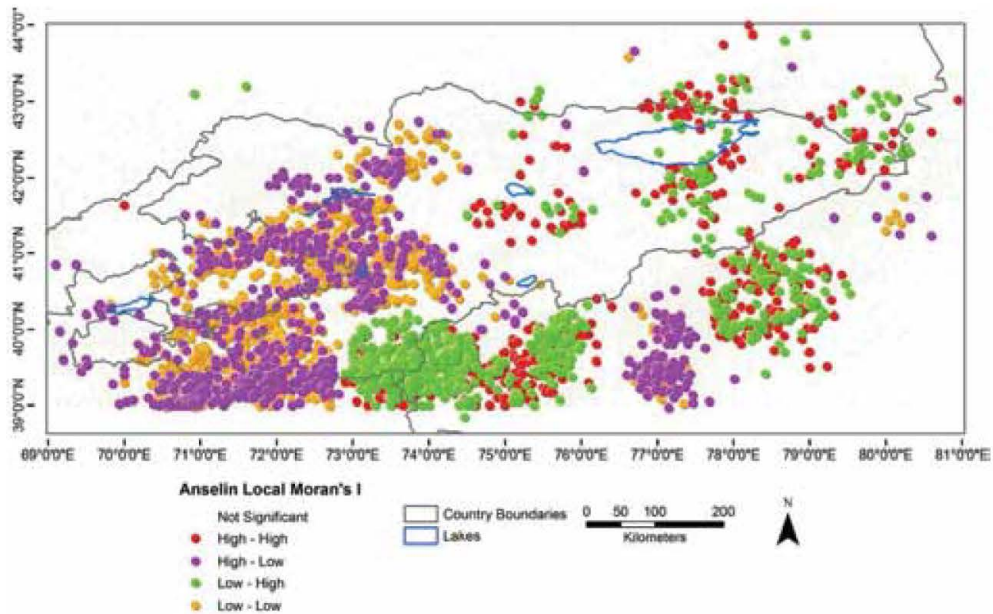 44°0'0"N
43°0'0"N
42°0'0"N
41°0'0"N
40°0'0"N
39°0'0"N
69°0'0"E 70°0'0"E 71°0'0"E 72°0'0"E 73°0'0"E 74°0'0"E 75°0'0"E 76°0'0"E 77°0'0"E 78°0'0"E 79°0'0"E 80°0'0"E 81°0'0"E
Anselin Local Moran's I
Not Significant
High - High
High - Low
Low - High
Low - Low
Country Boundaries
Lakes
0 50 100 200
Kilometers
N